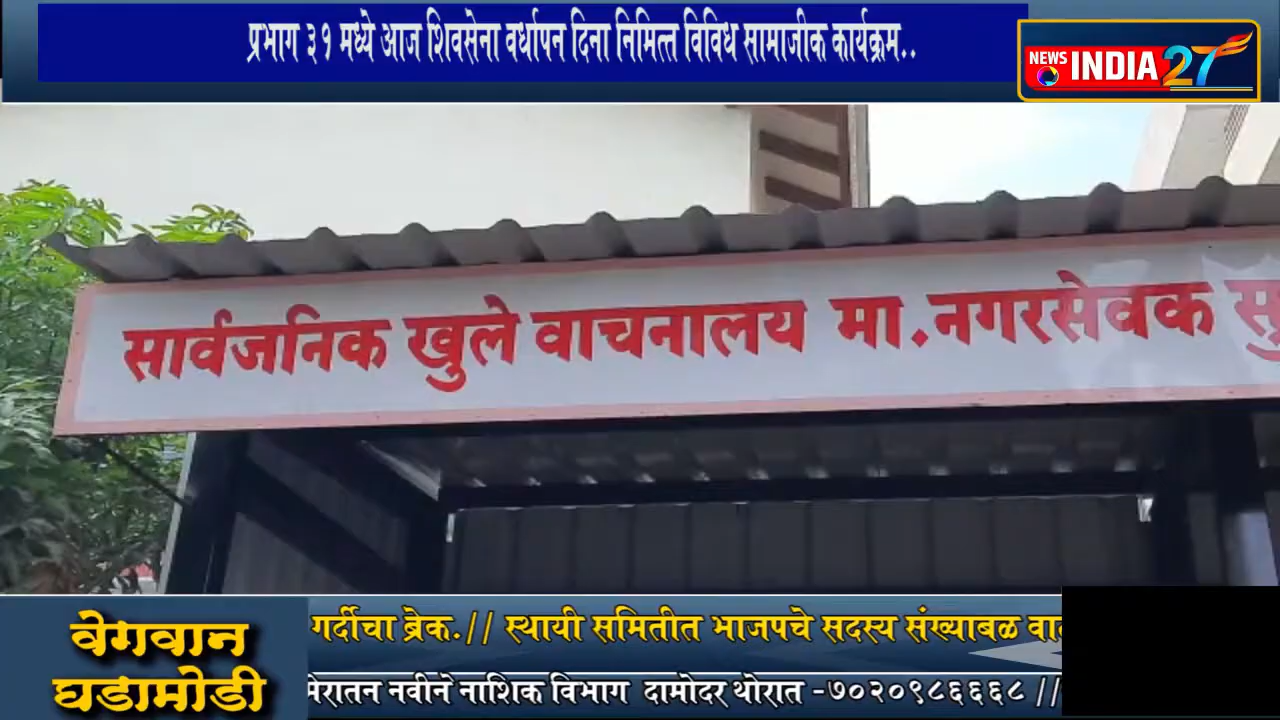 प्रभाग ३१ मध्ये आज शिवसेना वर्धापन दिना निमित्त विविध सामाजीक कार्यक्रम..
NEWS INDIA 27
सार्वजनिक खुले वाचनालय मा.नगरसेवक सु
वेगवान
घडामोडी
गर्दीचा ब्रेक.// स्थायी समितीत भाजपचे सदस्य संख्याबळ
मेरातन नवीने नाशिक विभाग दामोदर थोरात -७०२०९८६६६८ //